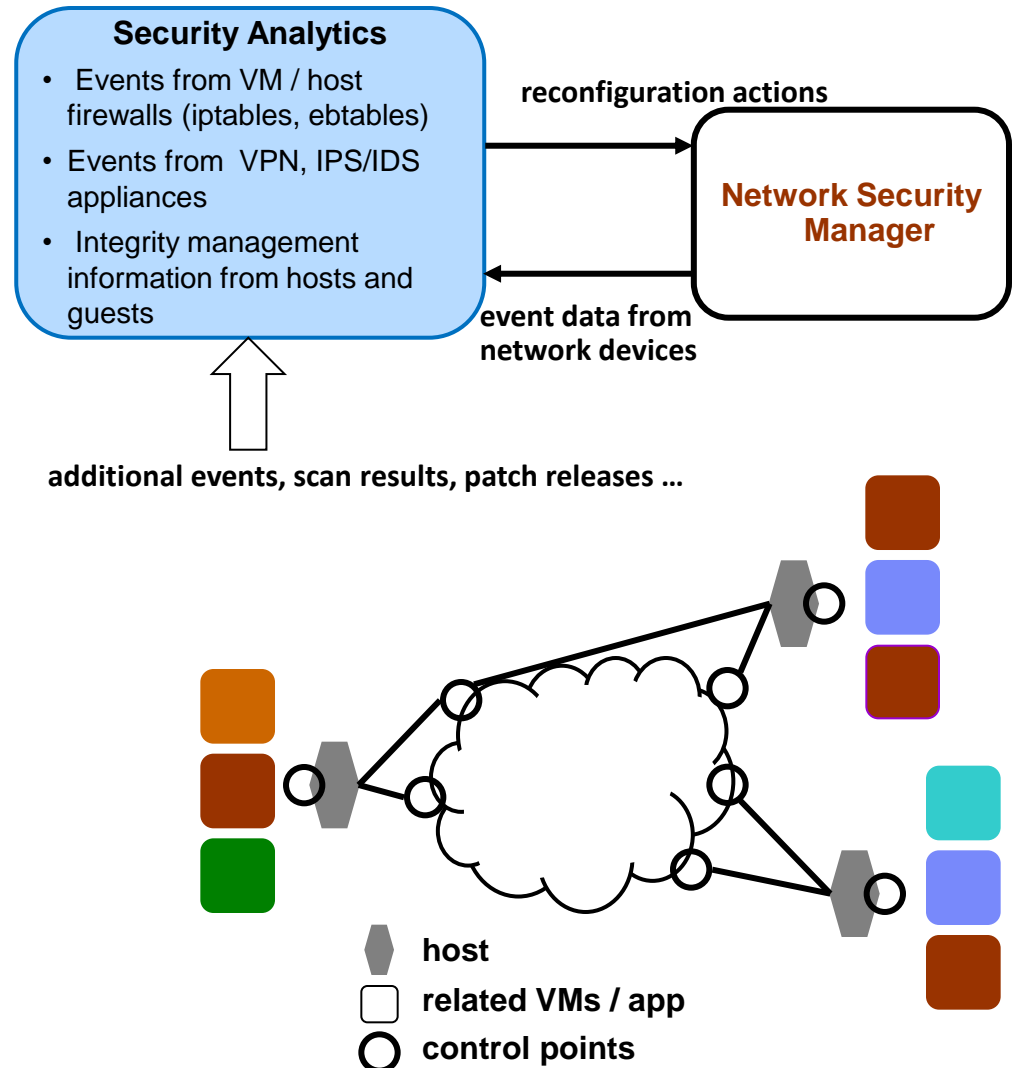 Security Analytics
• Events from VM / host
firewalls (iptables, ebtables)
• Events from VPN, IPS/IDS
appliances
• Integrity management
information from hosts and
guests
reconfiguration actions
Network Security
Manager
event data from
network devices
additional events, scan results, patch releases …
host
related VMs / app
control points